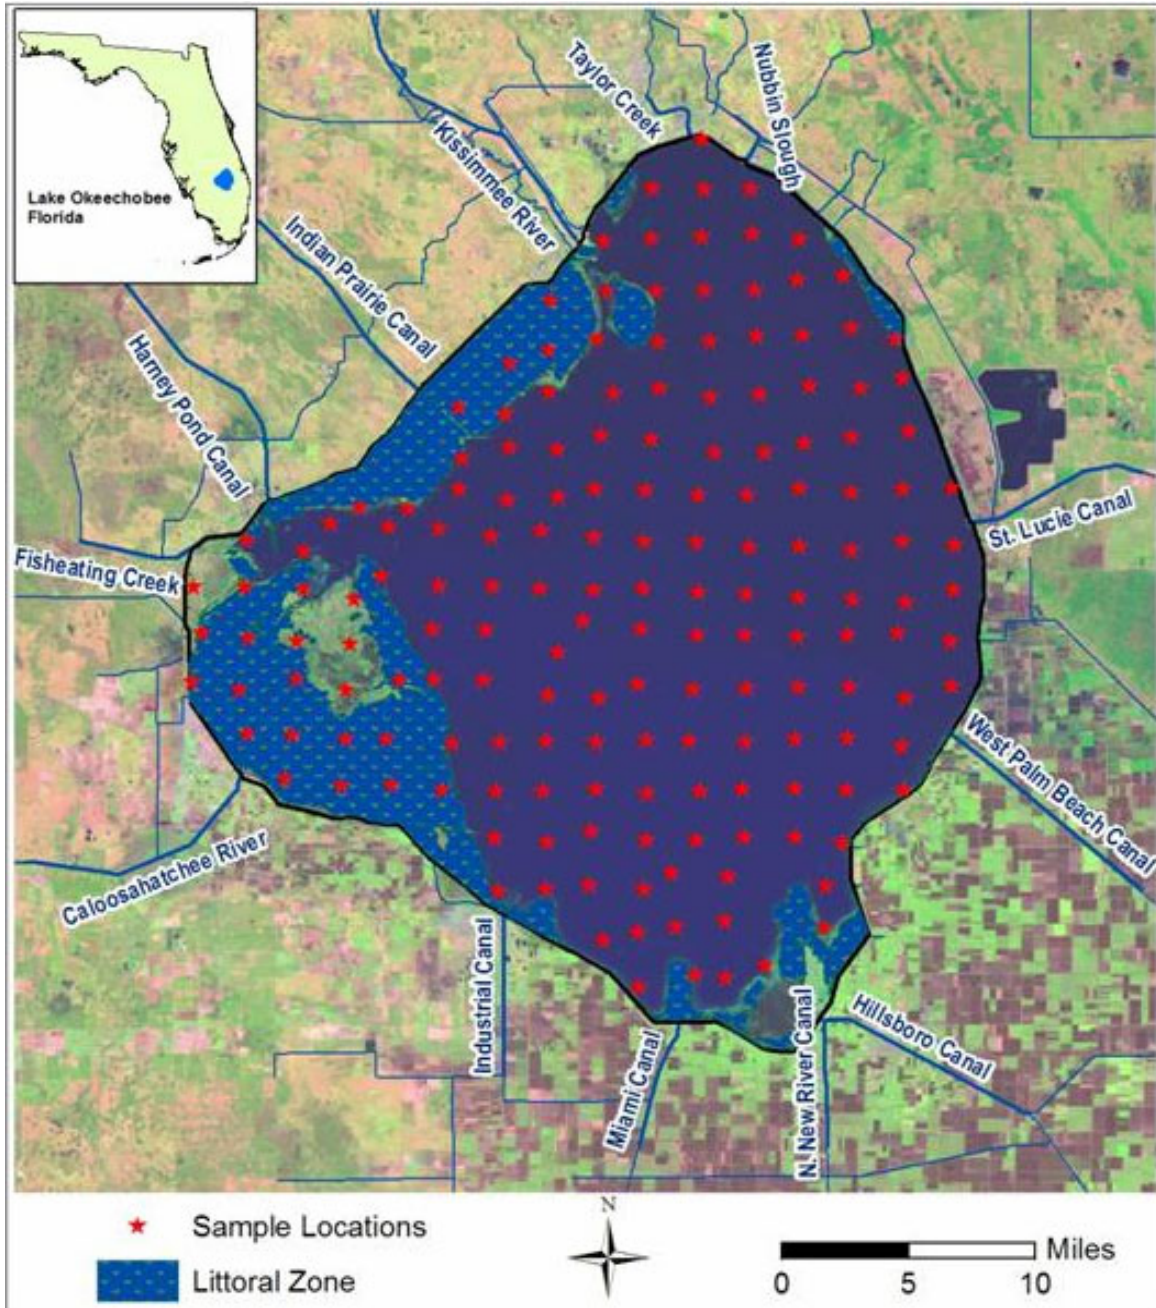 Lake Okeechobee
Florida
Taylor Creek
Nubbin Slough
Kissimmee River
Indian Prairie Canal
Harney Pond Canal
Fisheating Creek
St. Lucie Canal
West Palm Beach Canal
Caloosahatchee River
Industrial Canal
Miami Canal
N. New River Canal
Hillsboro Canal
Sample Locations
Littoral Zone
N
Miles
0 5 10